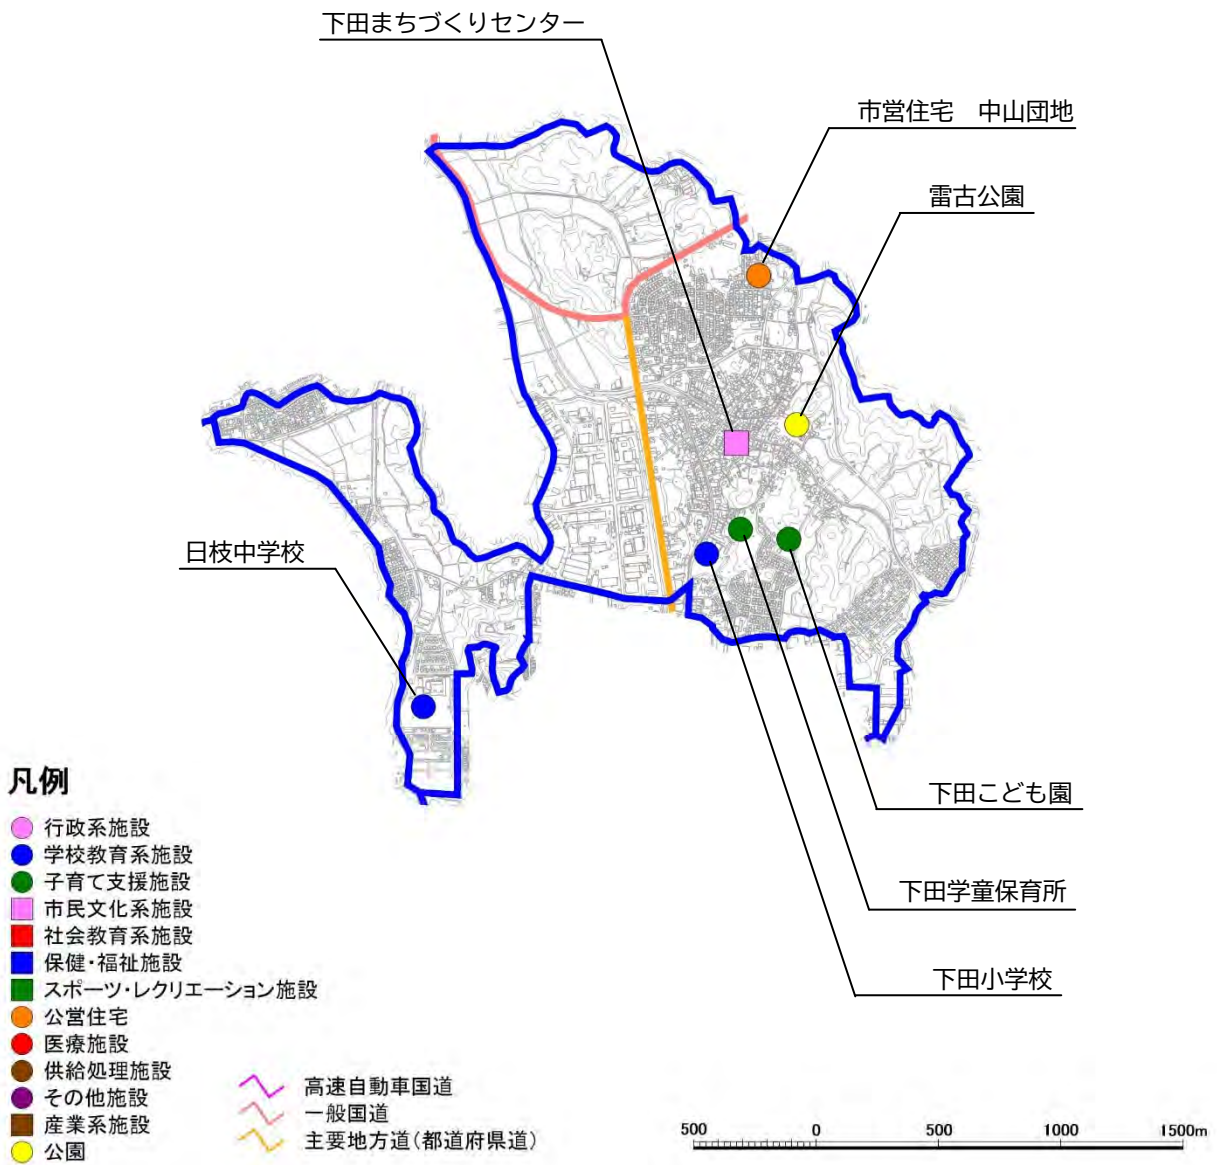 下田まちづくりセンター
市営住宅　中山団地
雷古公園
日枝中学校
下田こども園
下田学童保育所
下田小学校
凡例
行政系施設
学校教育系施設
子育て支援施設
市民文化系施設
社会教育系施設
保健・福祉施設
スポーツ・レクリエーション施設
公営住宅
医療施設
供給処理施設
その他施設
産業系施設
公園
高速自動車国道
一般国道
主要地方道（都道府県道）
500 0 500 1000 1500m